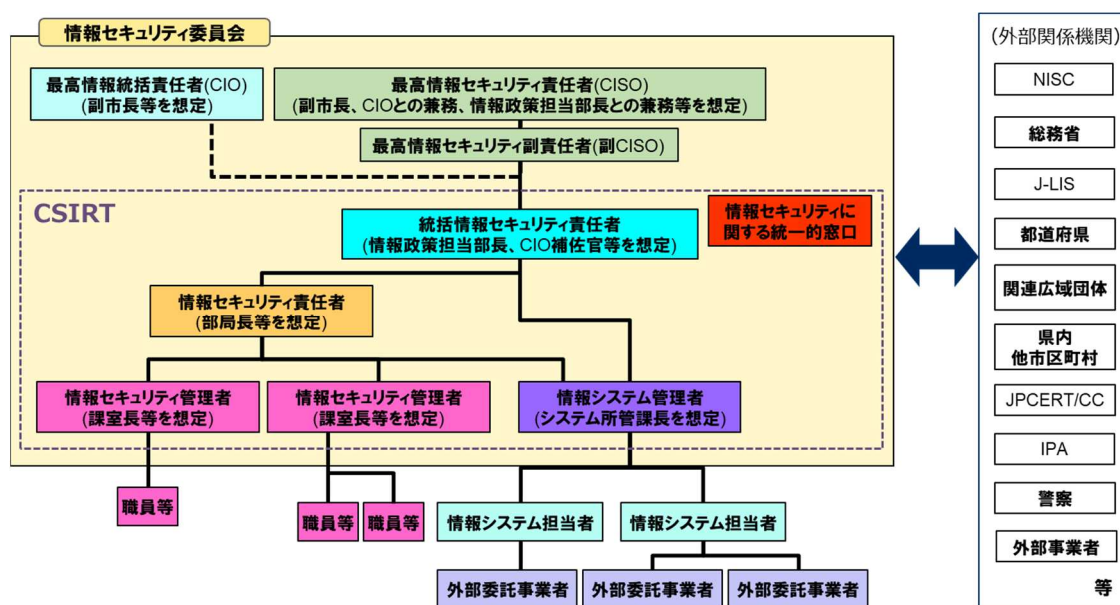 情報セキュリティ委員会
最高情報統括責任者(CIO)
(副市長等を想定)
最高情報セキュリティ責任者(CISO)
(副市長、CIOとの兼務、情報政策担当部長との兼務等を想定)
最高情報セキュリティ副責任者(副CISO)
CSIRT
統括情報セキュリティ責任者
(情報政策担当部長、CIO補佐官等を想定)
情報セキュリティに
関する統一的窓口
情報セキュリティ責任者
(部局長等を想定)
情報セキュリティ管理者
(課室長等を想定)
情報セキュリティ管理者
(課室長等を想定)
情報システム管理者
(システム所管課長を想定)
職員等
職員等
職員等
情報システム担当者
情報システム担当者
外部委託事業者
外部委託事業者
外部委託事業者
(外部関係機関)
NISC
総務省
J-LIS
都道府県
関連広域団体
県内
他市区町村
JPCERT/CC
IPA
警察
外部事業者
等